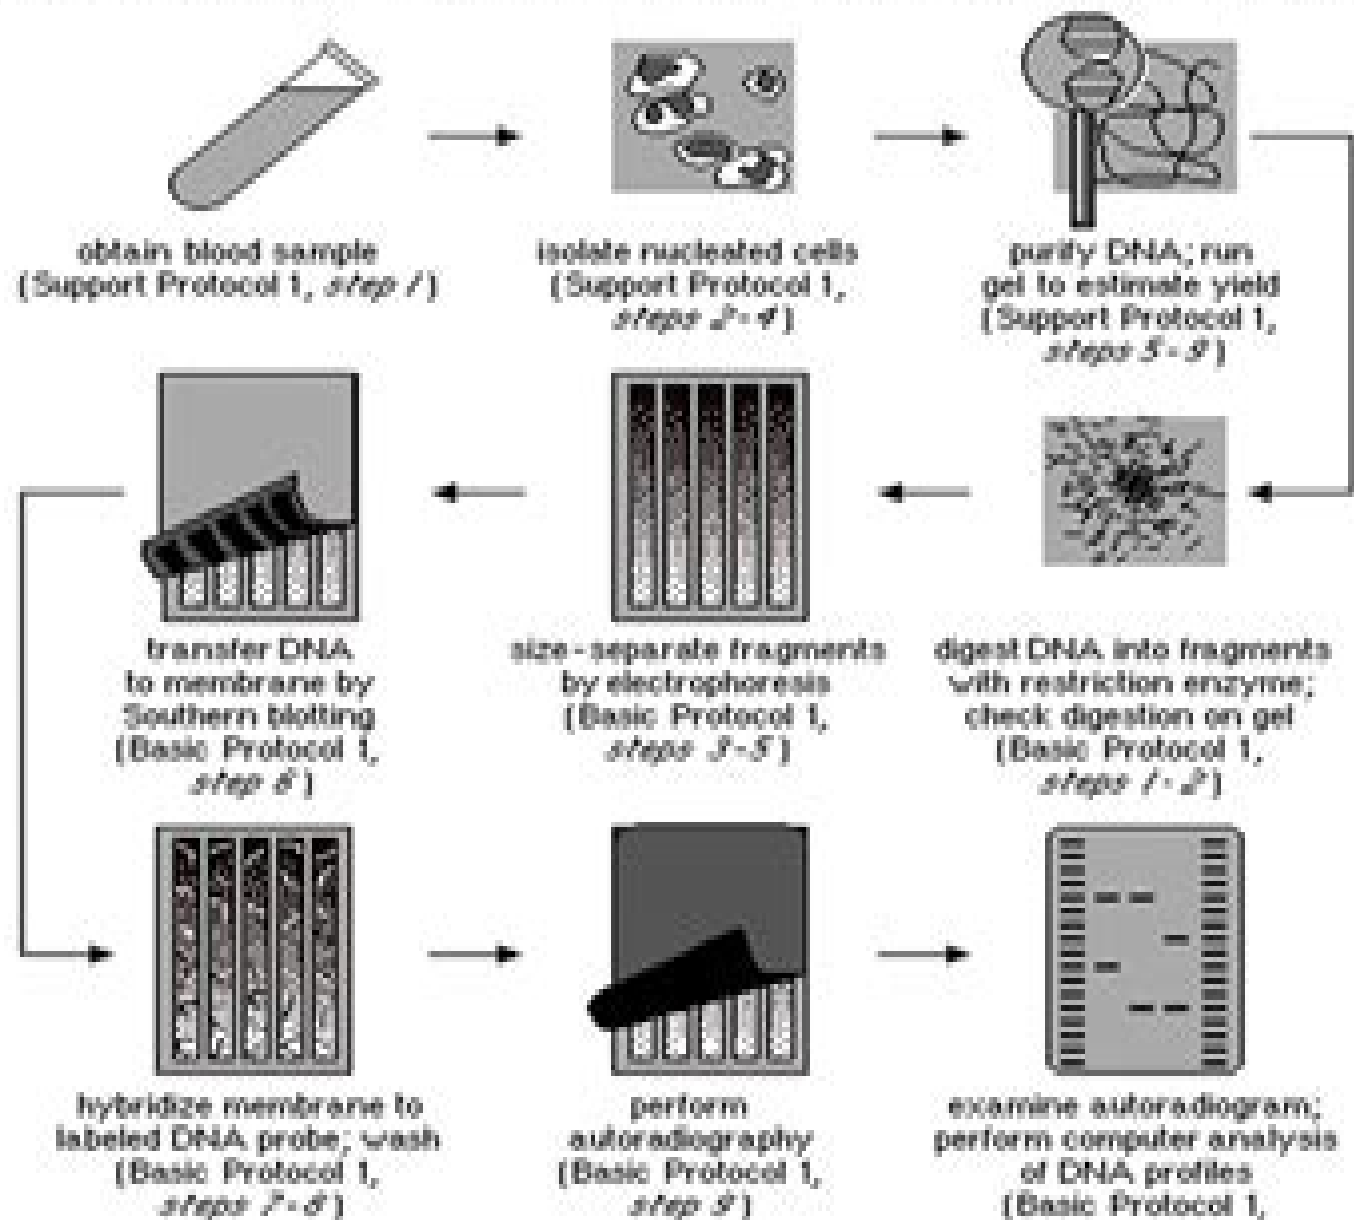 obtain blood sample
(Support Protocol 1, step 1)
isolate nucleated cells
(Support Protocol 1,
steps 2-4)
purify DNA; run
gel to estimate yield
(Support Protocol 1,
steps 5-9)
digest DNA into fragments
with restriction enzyme;
check digestion on gel
(Basic Protocol 1,
steps 1-2)
size-separate fragments
by electrophoresis
(Basic Protocol 1,
steps 3-5)
transfer DNA
to membrane by
Southern blotting
(Basic Protocol 1,
step 6)
hybridize membrane to
labeled DNA probe; wash
(Basic Protocol 1,
steps 7-8)
perform
autoradiography
(Basic Protocol 1,
step 9)
examine autoradiogram;
perform computer analysis
of DNA profiles
(Basic Protocol 1,